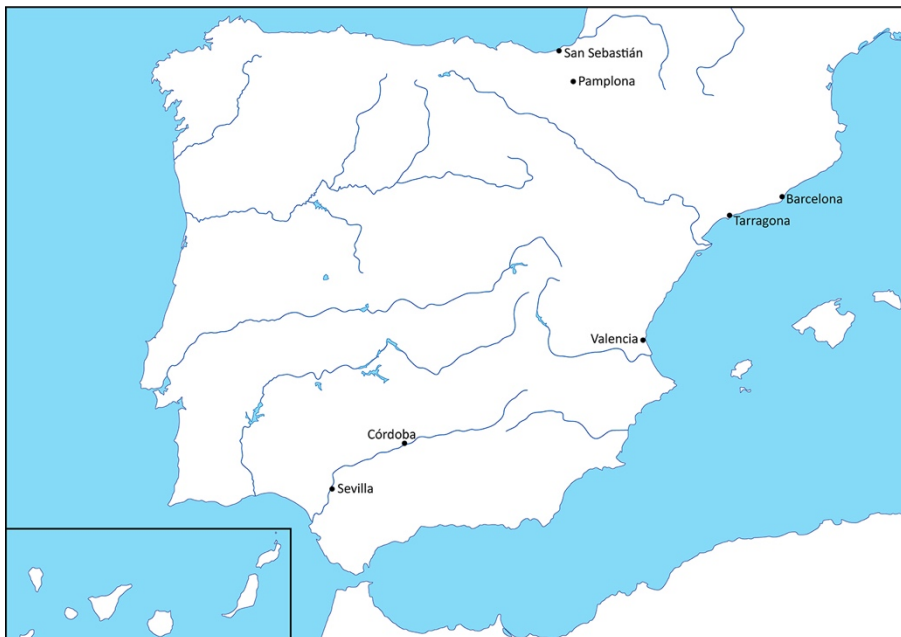 San Sebastián
Pamplona
Barcelona
Tarragona
Valencia
Córdoba
Sevilla